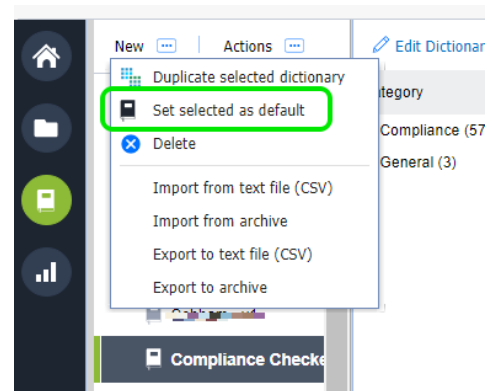 New Actions Edit Dictionar
Duplicate selected dictionary
tegory
Set selected as default
Compliance (57
Delete
General (3)
Import from text file (CSV)
Import from archive
Export to text file (CSV)
Export to archive
Compliance Checke